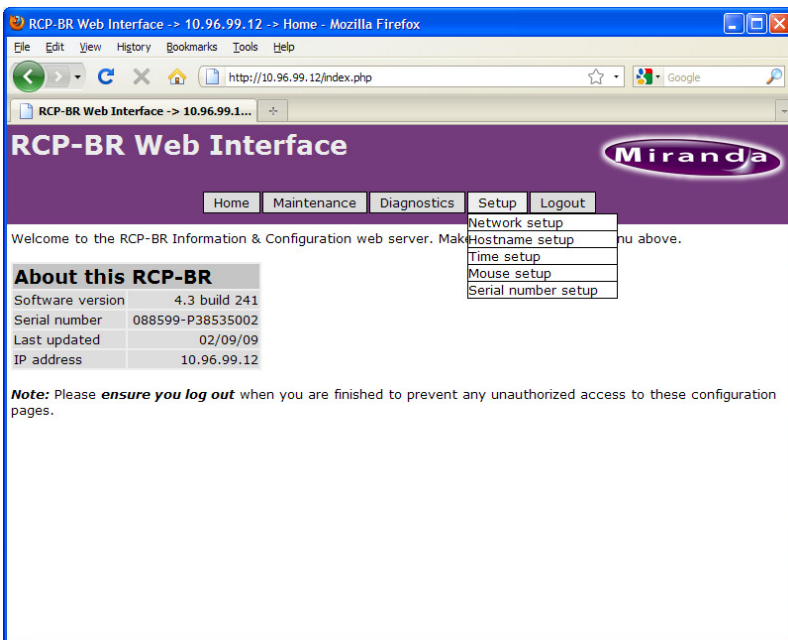 RCP-BR Web Interface -> 10.96.99.12 -> Home - Mozilla Firefox
File Edit View History Bookmarks Tools Help
http://10.96.99.12/index.php
Google
RCP-BR Web Interface -> 10.96.99.1...
RCP-BR Web Interface
Miranda
Home Maintenance Diagnostics Setup Logout
Network setup
Hostname setup
Time setup
Mouse setup
Serial number setup
Welcome to the RCP-BR Information & Configuration web server. Make nu above.
About this RCP-BR
Software version 4.3 build 241
Serial number 088599-P38535002
Last updated 02/09/09
IP address 10.96.99.12
Note: Please ensure you log out when you are finished to prevent any unauthorized access to these configuration
pages.